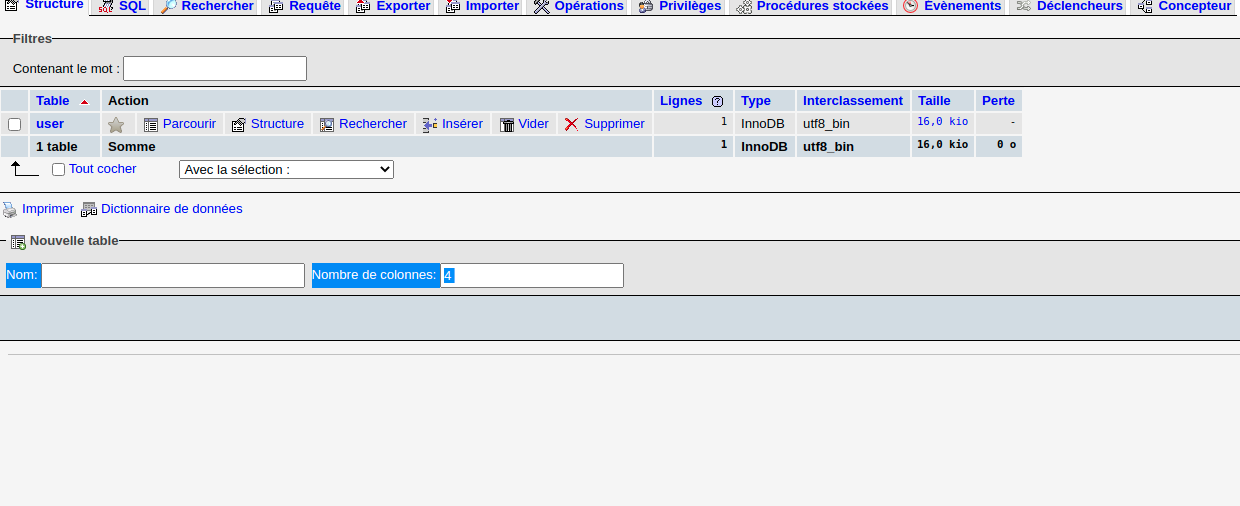 Structure SQL Rechercher Requête Exporter Importer Opérations Privilèges Procédures stockées Evènements Déclencheurs Concepteur
Filtres
Contenant le mot :
Table Action Lignes Type Interclassement Taille Perte
user Parcourir Structure Rechercher Insérer Vider Supprimer 1 InnoDB utf8_bin 16,0 kio -
1 table Somme 1 InnoDB utf8_bin 16,0 kio 0 o
Tout cocher Avec la sélection :
Imprimer Dictionnaire de données
Nouvelle table
Nom: Nombre de colonnes: 4